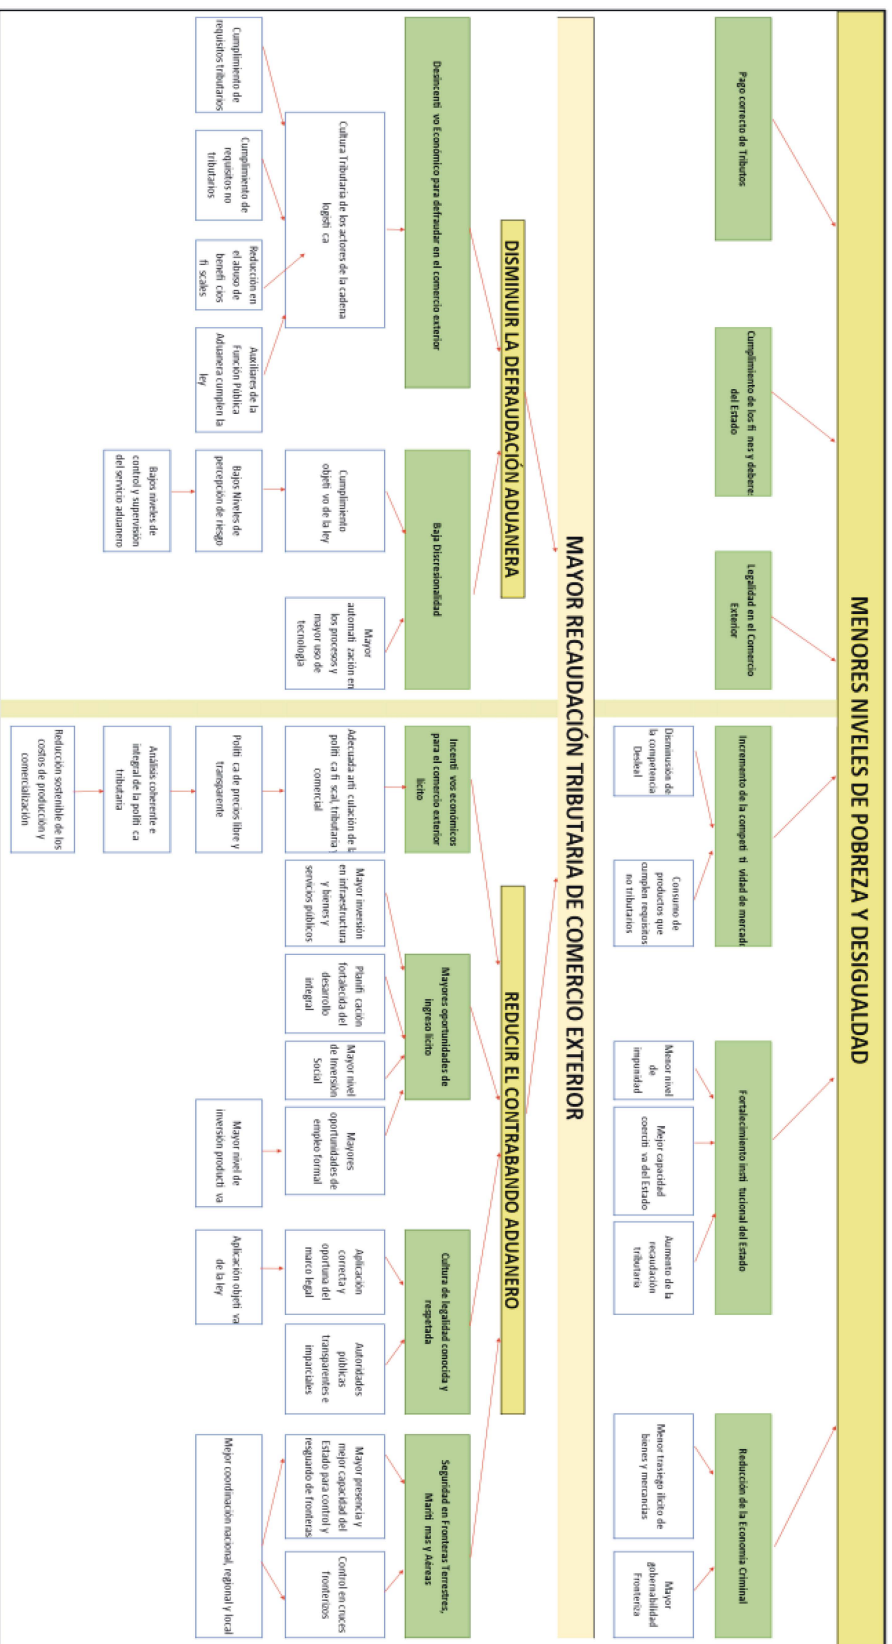 MENORES NIVELES DE POBREZA Y DESIGUALDAD
Pago correcto de Tributos
Cumplimiento de los fi nes y debere
del Estado
Legalidad en el Comercio
Exterior
Incremento de la competi ti vidad de mercado
Fortalecimiento insti tucional del Estado
Reducción de la Economía Criminal
Disminusión de
la competencia
Desleal
Consumo de
productos que
cumplen requisitos
no tributarios
Menor nivel
de
impunidad
Mejor capacidad
coerciti va del Estado
Aumento de la
recaudación
tributaria
Menor trasiego ilícito de
bienes y mercancías
Mayor
gobernabilidad
Fronteriza
MAYOR RECAUDACIÓN TRIBUTARIA DE COMERCIO EXTERIOR
DISMINUIR LA DEFRAUDACIÓN ADUANERA
REDUCIR EL CONTRABANDO ADUANERO
Desincenti vo Económico para defraudar en el comercio exterior
Baja Discresionalidad
Incenti vos económicos
para el comercio exterior
lícito
Mayores oportunidades de
ingreso lícito
Cultura de legalidad conocida y
respetada
Seguridad en Fronteras Terrestres,
Maríti mas y Aéreas
Cultura Tributaria de los actores de la cadena
logísti ca
Cumplimiento
objeti vo de la ley
Mayor
automati zación en
los procesos y
mayor uso de
tecnología
Adecuada arti culación de la
políti ca fi scal, tributaria y
comercial
Mayor inversión
en infraestructura
y bienes y
servicios públicos
Planifi cación
fortalecida del
desarrollo
integral
Mayor nivel
de Inversión
Social
Mayores
oportunidades de
empleo formal
Aplicación
correcta y
oportuna del
marco legal
Autoridades
públicas
transparentes e
imparciales
Mayor presencia y
mejor capacidad del
Estado para control y
resguardo de fronteras
Control en cruces
fronterizos
Cumplimiento de
requisitos tributarios
Cumplimiento de
requisitos no
tributarios
Reducción en
el abuso de
benefi cios
fi scales
Auxiliares de la
Función Pública
Aduanera cumplen la
ley
Bajos Niveles de
percepción de riesgo
Políti ca de precios libre y
transparente
Mayor nivel de
inversión producti va
Aplicación objeti va
de la ley
Mejor coordinación nacional, regional y local
Bajos niveles de
control y supervisión
del servicio aduanero
Análisis coherente e
integral de la políti ca
tributaria
Reducción sostenible de los
costos de producción y
comercialización